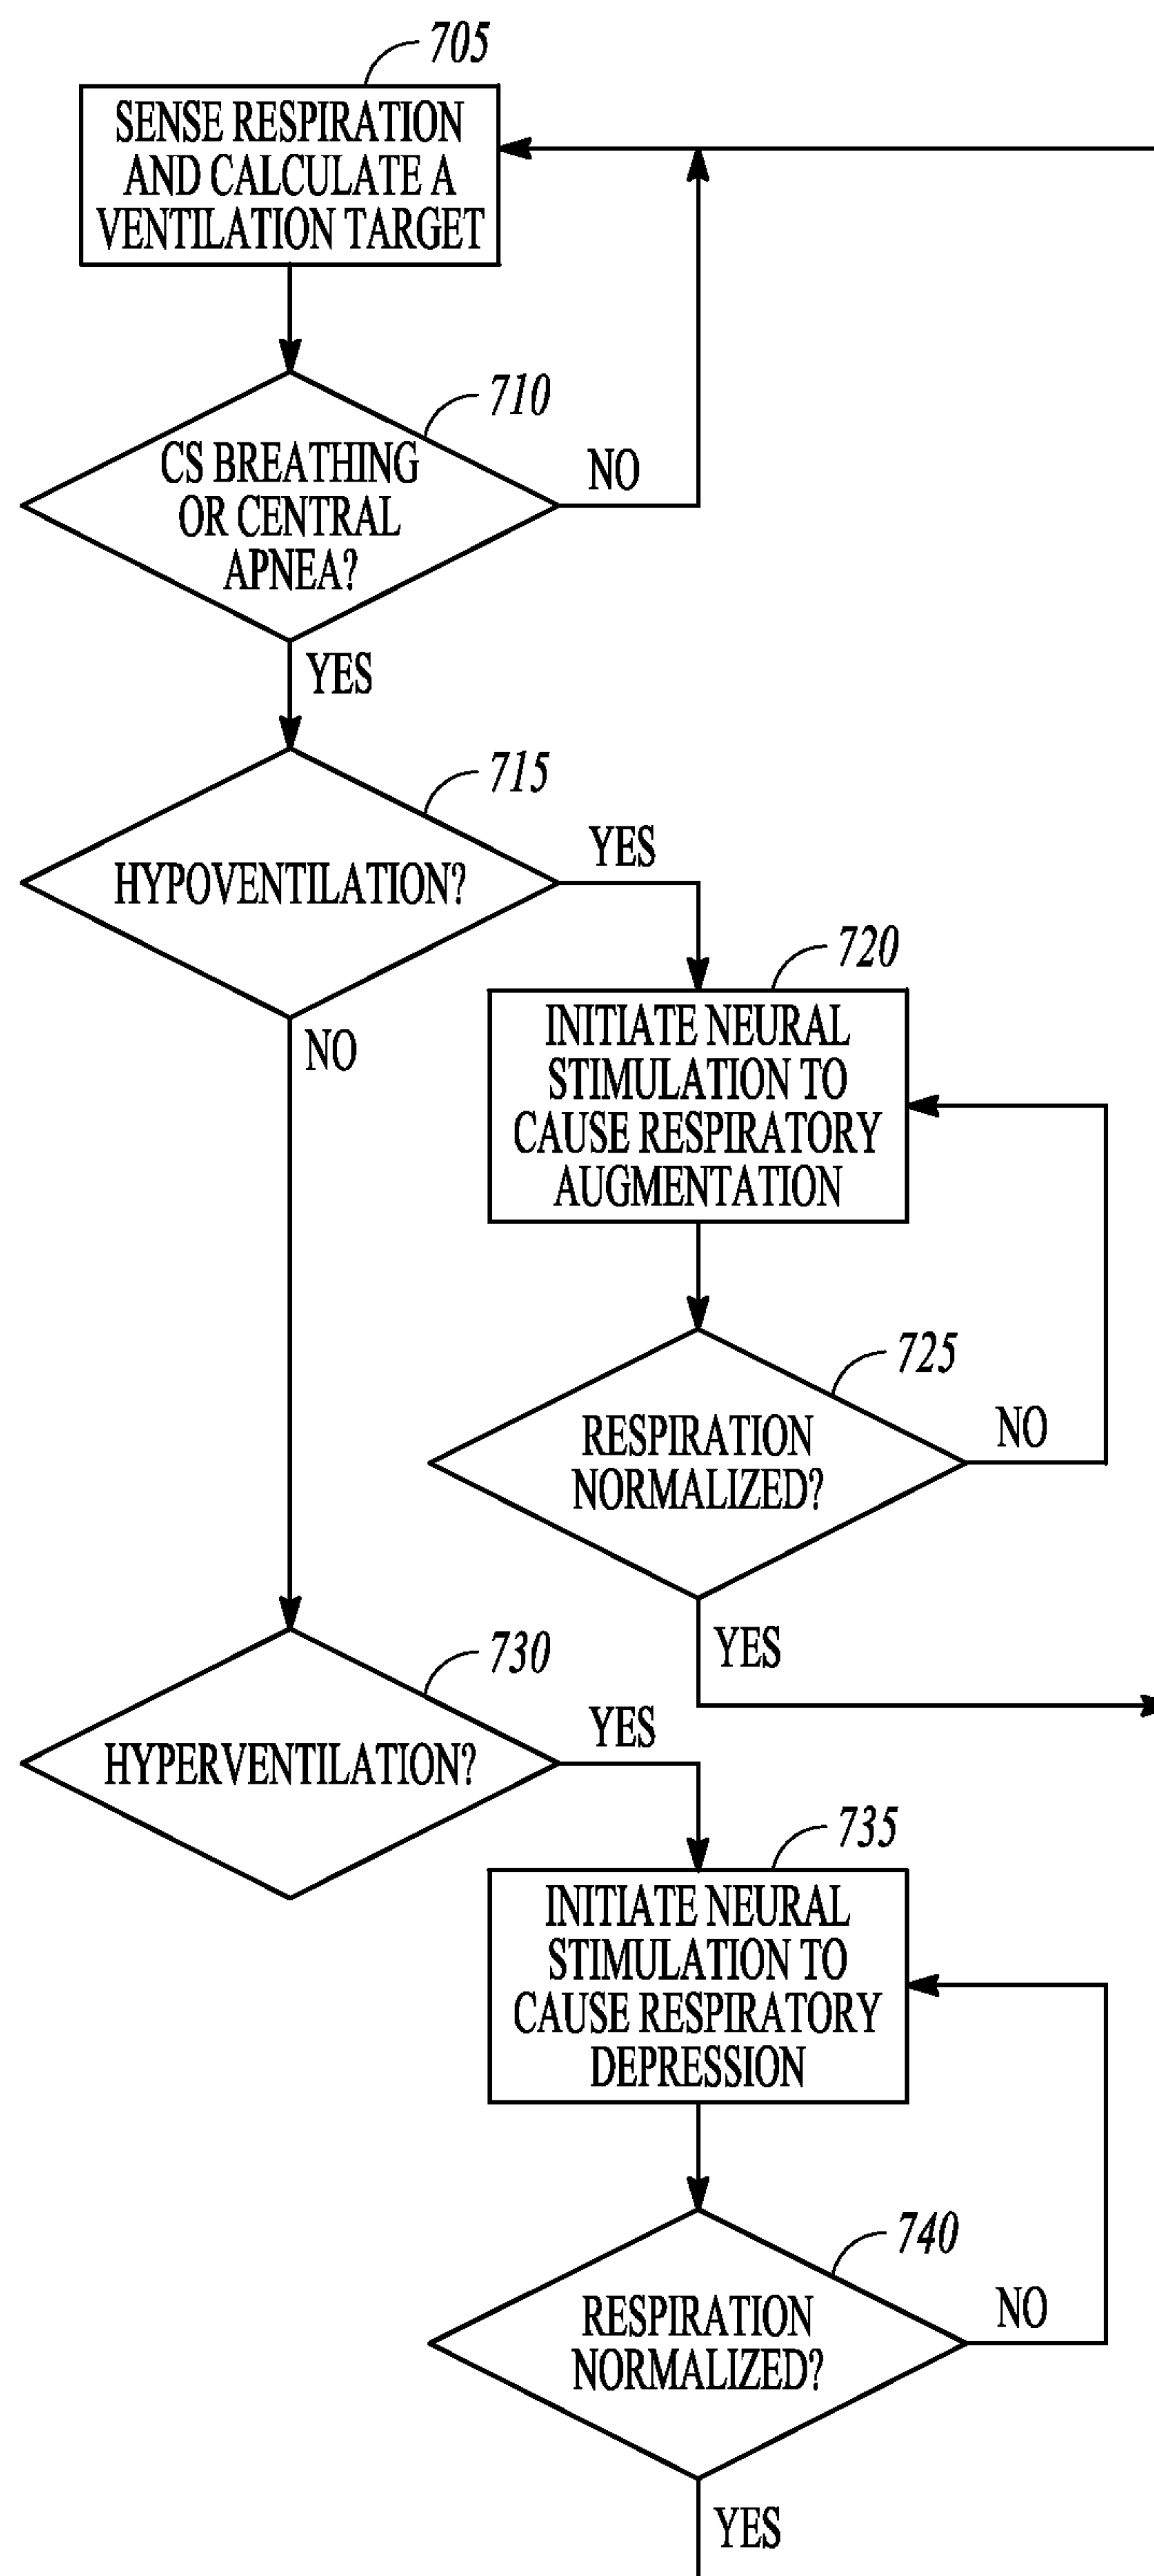 705
SENSE RESPIRATION
AND CALCULATE A
VENTILATION TARGET
710
CS BREATHING
OR CENTRAL
APNEA?
NO
YES
715
HYPOVENTILATION?
YES
NO
720
INITIATE NEURAL
STIMULATION TO
CAUSE RESPIRATORY
AUGMENTATION
725
RESPIRATION
NORMALIZED?
NO
YES
730
HYPERVENTILATION?
YES
735
INITIATE NEURAL
STIMULATION TO
CAUSE RESPIRATORY
DEPRESSION
740
RESPIRATION
NORMALIZED?
NO
YES